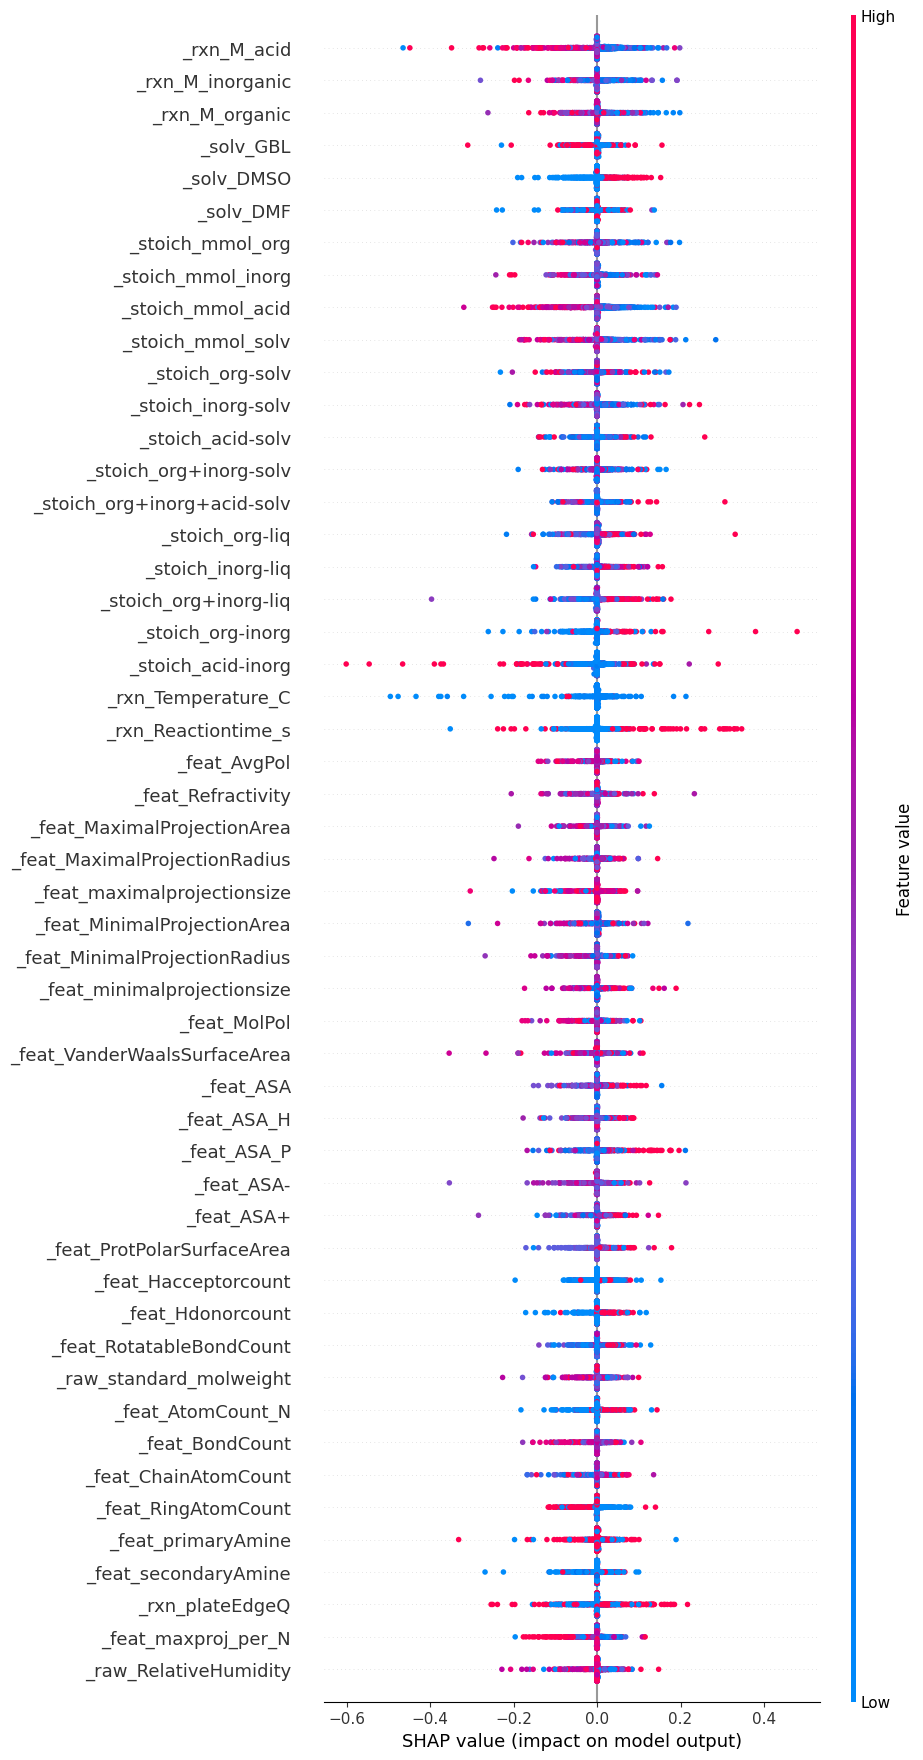 High
_rxn_M_acid
_rxn_M_inorganic
_rxn_M_organic
_solv_GBL
_solv_DMSO
_solv_DMF
_stoich_mmol_org
_stoich_mmol_inorg
_stoich_mmol_acid
_stoich_mmol_solv
_stoich_org-solv
_stoich_inorg-solv
_stoich_acid-solv
_stoich_org+inorg-solv
_stoich_org+inorg+acid-solv
_stoich_org-liq
_stoich_inorg-liq
_stoich_org+inorg-liq
_stoich_org-inorg
_stoich_acid-inorg
_rxn_Temperature_C
_rxn_Reactiontime_s
_feat_AvgPol
_feat_Refractivity
_feat_MaximalProjectionArea
_feat_MaximalProjectionRadius
_feat_maximalprojectionsize
_feat_MinimalProjectionArea
_feat_MinimalProjectionRadius
_feat_minimalprojectionsize
_feat_MolPol
_feat_VanderWaalsSurfaceArea
_feat_ASA
_feat_ASA_H
_feat_ASA_P
_feat_ASA-
_feat_ASA+
_feat_ProtPolarSurfaceArea
_feat_Hacceptorcount
_feat_Hdonorcount
_feat_RotatableBondCount
_raw_standard_molweight
_feat_AtomCount_N
_feat_BondCount
_feat_ChainAtomCount
_feat_RingAtomCount
_feat_primaryAmine
_feat_secondaryAmine
_rxn_plateEdgeQ
_feat_maxproj_per_N
_raw_RelativeHumidity
Feature value
Low
−0.6 −0.4 −0.2 0.0 0.2 0.4
SHAP value (impact on model output)